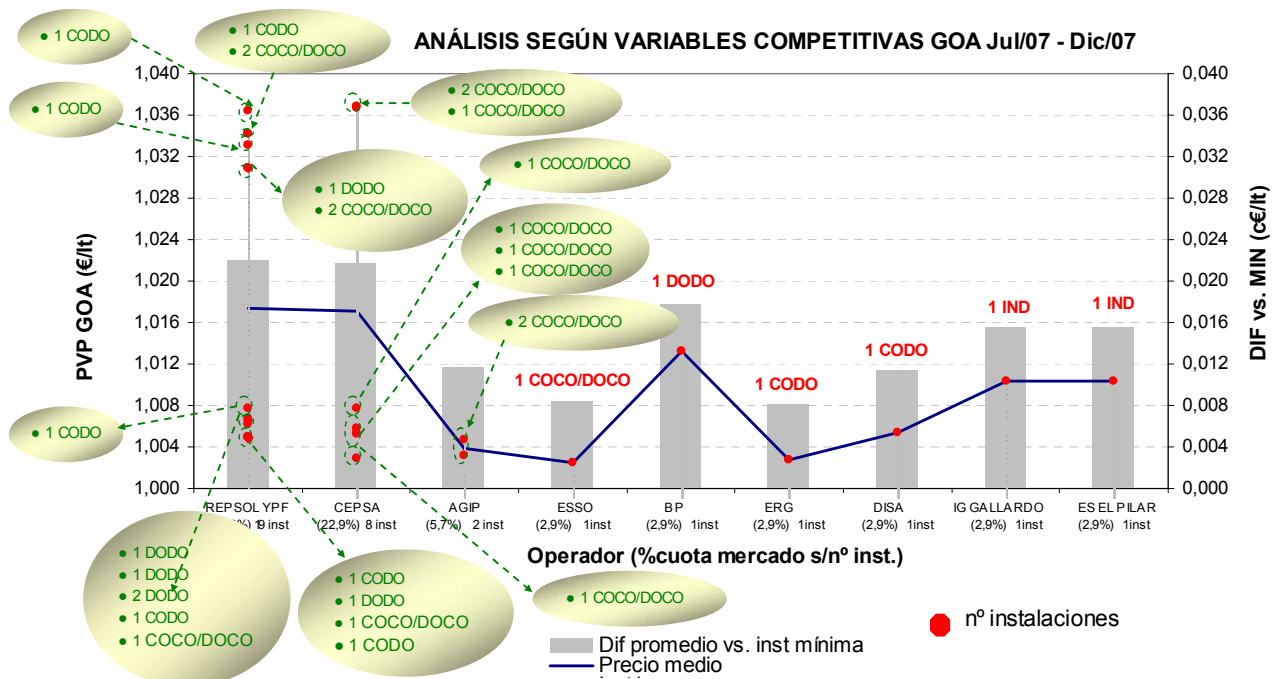 ANÁLISIS SEGÚN VARIABLES COMPETITIVAS GOA Jul/07 - Dic/07
• 1 CODO
• 1 CODO
• 2 COCO/DOCO
• 1 CODO
• 2 COCO/DOCO
• 1 COCO/DOCO
• 1 COCO/DOCO
• 1 DODO
• 2 COCO/DOCO
• 1 COCO/DOCO
• 1 COCO/DOCO
• 1 COCO/DOCO
• 2 COCO/DOCO
• 1 CODO
PVP GOA (€/lt)
1,040
1,036
1,032
1,028
1,024
1,020
1,016
1,012
1,008
1,004
1,000
DIF vs. MIN (c€/lt)
0,040
0,036
0,032
0,028
0,024
0,020
0,016
0,012
0,008
0,004
0,000
1 COCO/DOCO
1 DODO
1 CODO
1 CODO
1 IND
1 IND
REPSOL YPF
%) 19 inst
CEPSA
(22,9%) 8 inst
AGIP
(5,7%) 2 inst
ESSO
(2,9%) 1inst
BP
(2,9%) 1inst
ERG
(2,9%) 1inst
DISA
(2,9%) 1inst
IG GALLARDO
(2,9%) 1inst
ES EL PILAR
(2,9%) 1inst
Operador (%cuota mercado s/nº inst.)
• 1 DODO
• 1 DODO
• 2 DODO
• 1 CODO
• 1 COCO/DOCO
• 1 CODO
• 1 DODO
• 1 COCO/DOCO
• 1 CODO
• 1 COCO/DOCO
nº instalaciones
Dif promedio vs. inst mínima
Precio medio